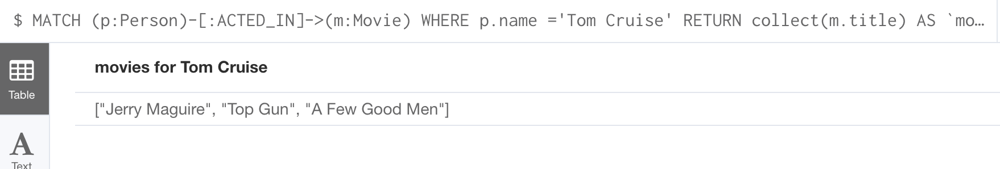 $ MATCH (p:Person)-[:ACTED_IN]->(m:Movie) WHERE p.name ='Tom Cruise' RETURN collect(m.title) AS `mo…
movies for Tom Cruise
Table
["Jerry Maguire", "Top Gun", "A Few Good Men"]
A
Text